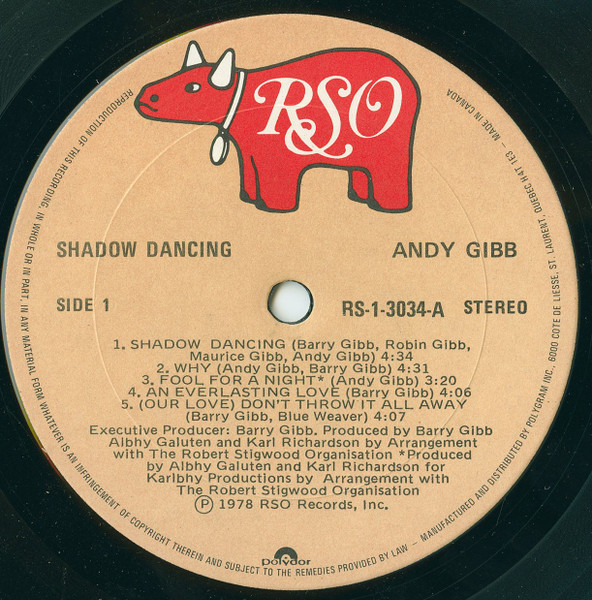 RSO
SHADOW DANCING
ANDY GIBB
SIDE 1
RS-1-3034-A STEREO
1. SHADOW DANCING (Barry Gibb, Robin Gibb,
Maurice Gibb, Andy Gibb) 4:34
2. WHY (Andy Gibb, Barry Gibb) 4:31
3. FOOL FOR A NIGHT* (Andy Gibb) 3:20
4. AN EVERLASTING LOVE (Barry Gibb) 4:06
5. (OUR LOVE) DON'T THROW IT ALL AWAY
(Barry Gibb, Blue Weaver) 4:07
Executive Producer: Barry Gibb. Produced by Barry Gibb
Albhy Galuten and Karl Richardson by Arrangement
with The Robert Stigwood Organisation *Produced
by Albhy Galuten and Karl Richardson for
Karlbhy Productions by Arrangement with
The Robert Stigwood Organisation
Ⓟ 1978 RSO Records, Inc.
polydor
REPRODUCTION OF THIS RECORDING, IN WHOLE OR IN PART, IN ANY MATERIAL FORM WHATEVER IS AN INFRINGEMENT OF COPYRIGHT THEREIN AND SUBJECT TO THE REMEDIES PROVIDED BY LAW – MANUFACTURED AND DISTRIBUTED BY POLYGRAM INC., 6000 COTE DE LIESSE, ST. LAURENT, QUEBEC H4T 1E3 – MADE IN CANADA